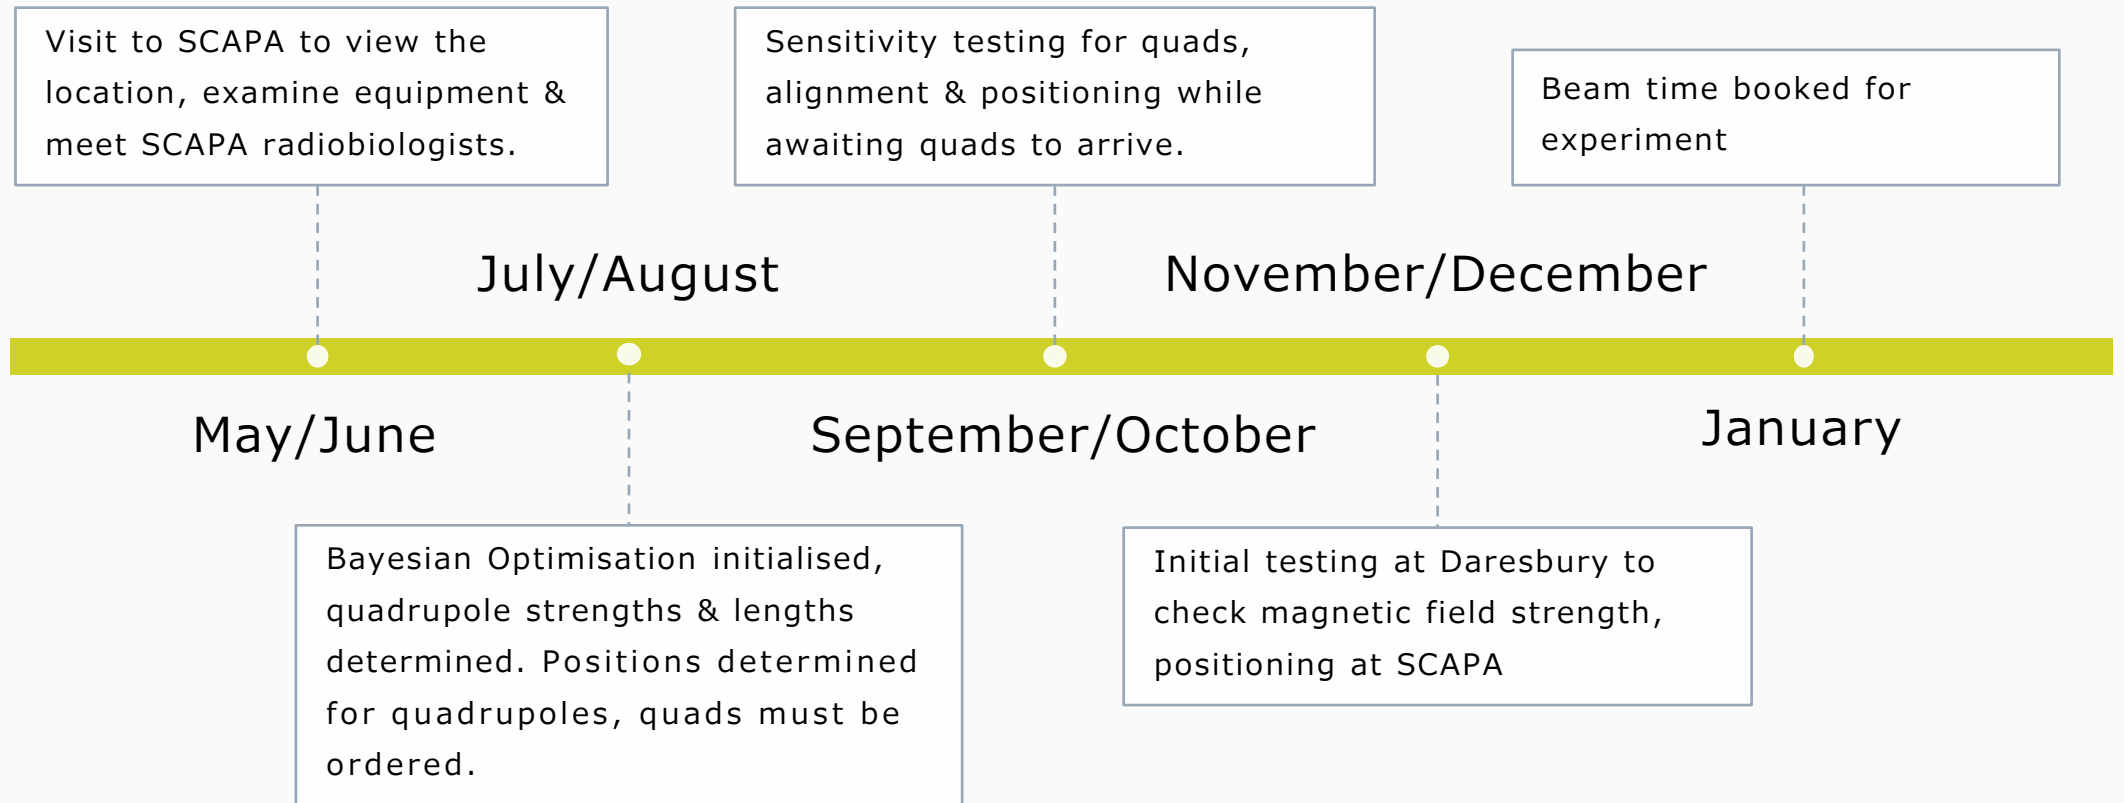 Visit to SCAPA to view the
location, examine equipment &
meet SCAPA radiobiologists.
Sensitivity testing for quads,
alignment & positioning while
awaiting quads to arrive.
Beam time booked for
experiment
July/August
November/December
May/June
September/October
January
Bayesian Optimisation initialised,
quadrupole strengths & lengths
determined. Positions determined
for quadrupoles, quads must be
ordered.
Initial testing at Daresbury to
check magnetic field strength,
positioning at SCAPA